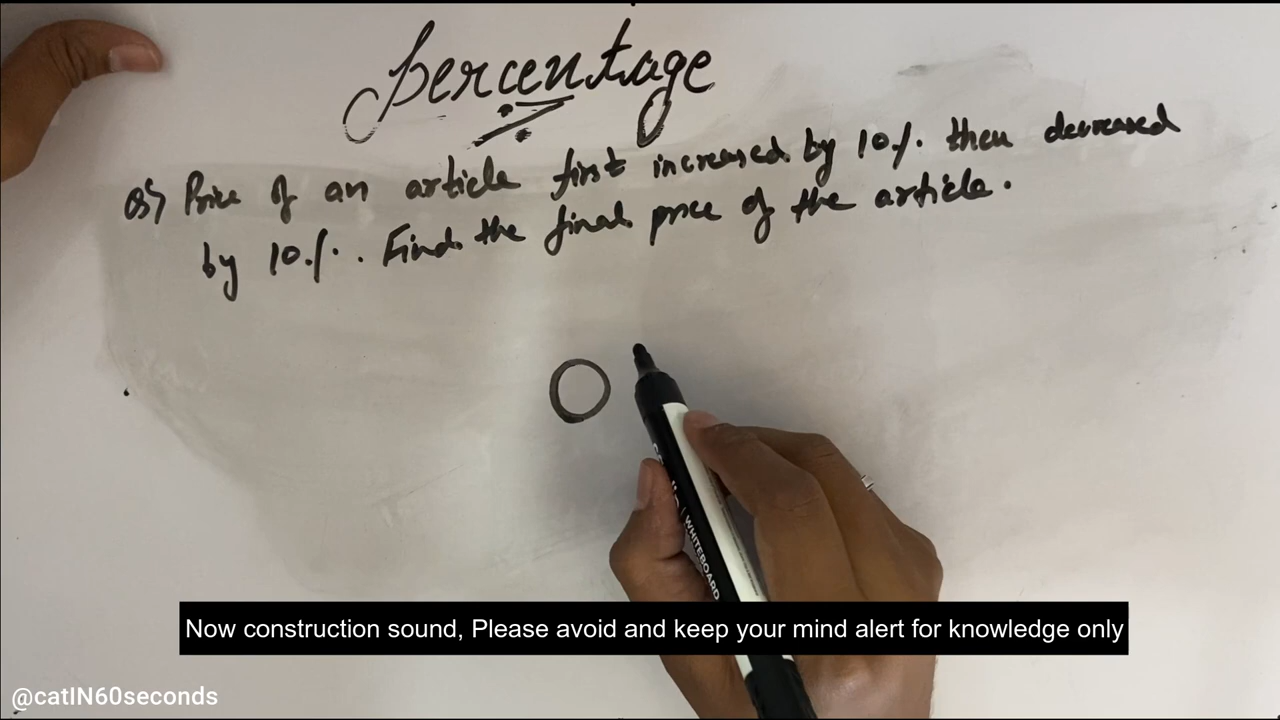 Percentage
Q5) Price of an article first increased by 10%. then decreased
by 10%. Find the final price of the article.
WHITEBOARD
Now construction sound, Please avoid and keep your mind alert for knowledge only
@catIN60seconds